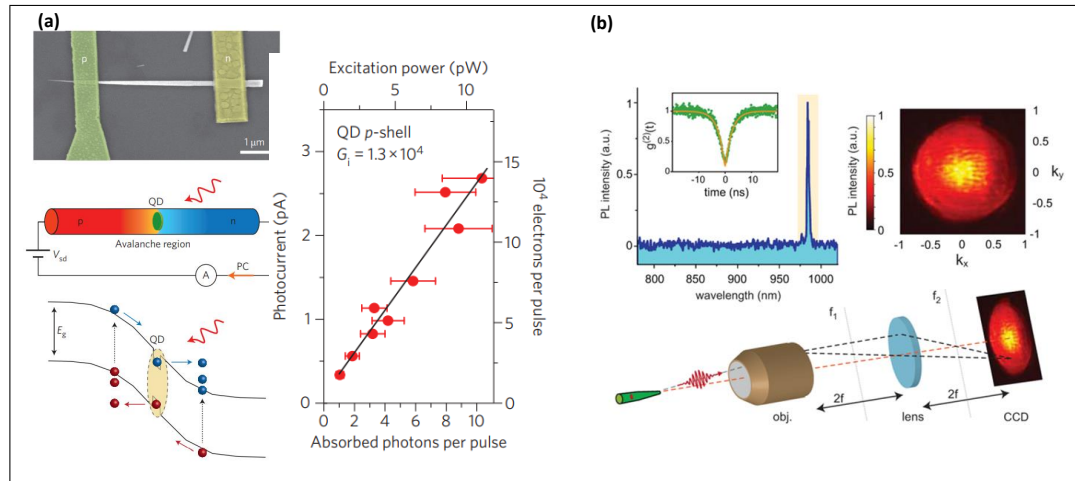 (a)
p
n
1 μm
QD
p
n
Avalanche region
V_sd
A
PC
E_g
QD
Excitation power (pW)
0 5 10
QD p-shell
G_i = 1.3 × 10^4
Photocurrent (pA)
3
2
1
0
15
10
5
0
10^4 electrons per pulse
0 2 4 6 8 10
Absorbed photons per pulse
(b)
PL intensity (a.u.)
1
0.5
0
g^(2)(t)
1
0.5
0
-10 0 10
time (ns)
800 850 900 950 1000
wavelength (nm)
PL intensity (a.u.)
1
0.5
0
1
0.5
0
-0.5
-1
k_y
-1 -0.5 0 0.5 1
k_x
f_1
f_2
2f
2f
obj.
lens
CCD